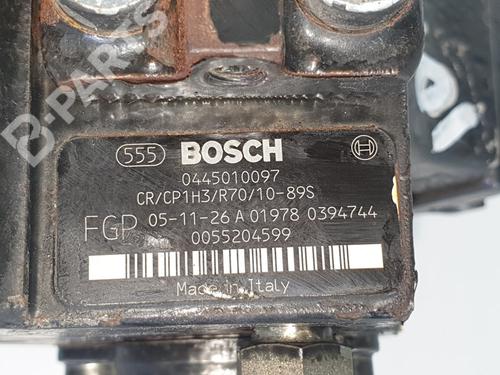 B-PARTS
555 BOSCH
0445010097
CR/CP1H3/R70/10-89S
FGP 05-11-26 A 01978 0394744
0055204599
Made in Italy